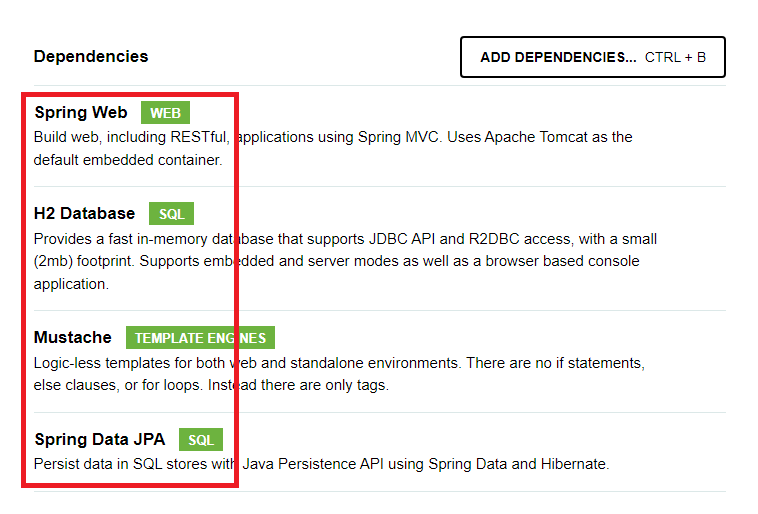 Dependencies
ADD DEPENDENCIES... CTRL + B
Spring Web WEB
Build web, including RESTful, applications using Spring MVC. Uses Apache Tomcat as the
default embedded container.
H2 Database SQL
Provides a fast in-memory database that supports JDBC API and R2DBC access, with a small
(2mb) footprint. Supports embedded and server modes as well as a browser based console
application.
Mustache TEMPLATE ENGINES
Logic-less templates for both web and standalone environments. There are no if statements,
else clauses, or for loops. Instead there are only tags.
Spring Data JPA SQL
Persist data in SQL stores with Java Persistence API using Spring Data and Hibernate.